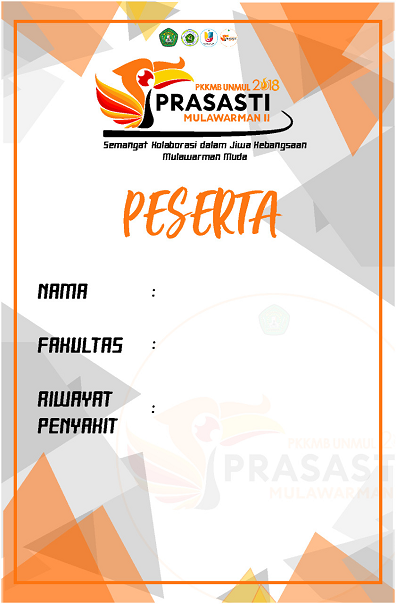 PKKMB UNMUL 2018
PRASASTI
MULAWARMAN II
Semangat Kolaborasi dalam Jiwa Kebangsaan
Mulawarman Muda
PESERTA
NAMA :
FAKULTAS :
RIWAYAT
PENYAKIT :
PKKMB UNMUL 2
PRASASTI
MULAWARMAN